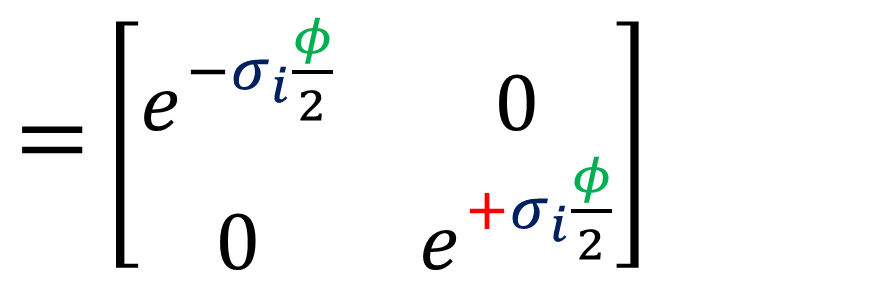 = [ e^{−σ_i ϕ/2} 0
0 e^{+σ_i ϕ/2} ]